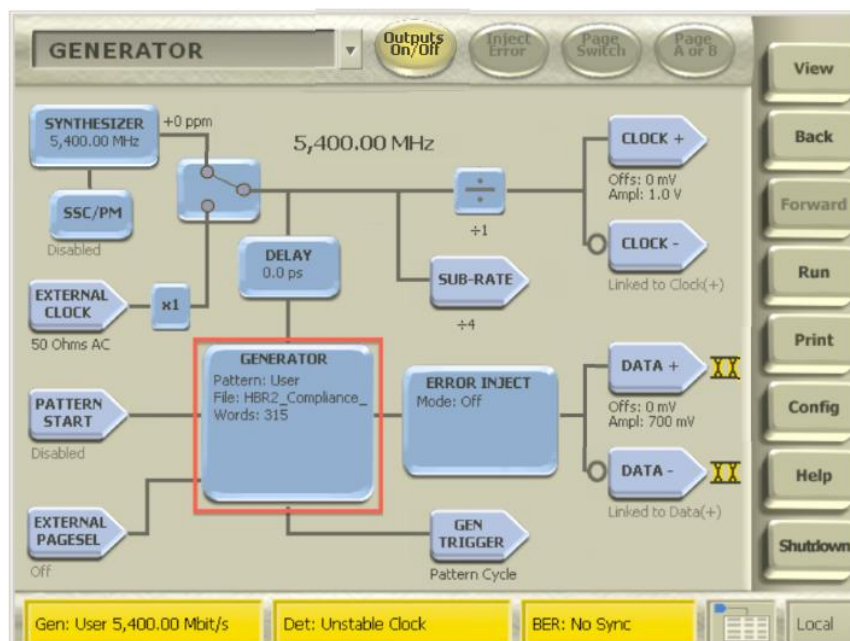 GENERATOR
Outputs
On/Off
Inject
Error
Page
Switch
Page
A or B
View
Back
Forward
Run
Print
Config
Help
Shutdown
SYNTHESIZER
5,400.00 MHz
+0 ppm
5,400.00 MHz
SSC/PM
Disabled
EXTERNAL
CLOCK
50 Ohms AC
x1
DELAY
0.0 ps
÷1
SUB-RATE
÷4
CLOCK +
Offs: 0 mV
Ampl: 1.0 V
CLOCK -
Linked to Clock(+)
PATTERN
START
Disabled
EXTERNAL
PAGESEL
Off
GENERATOR
Pattern: User
File: HBR2_Compliance_
Words: 315
ERROR INJECT
Mode: Off
GEN
TRIGGER
Pattern Cycle
DATA +
Offs: 0 mV
Ampl: 700 mV
DATA -
Linked to Data(+)
Gen: User 5,400.00 Mbit/s
Det: Unstable Clock
BER: No Sync
Local